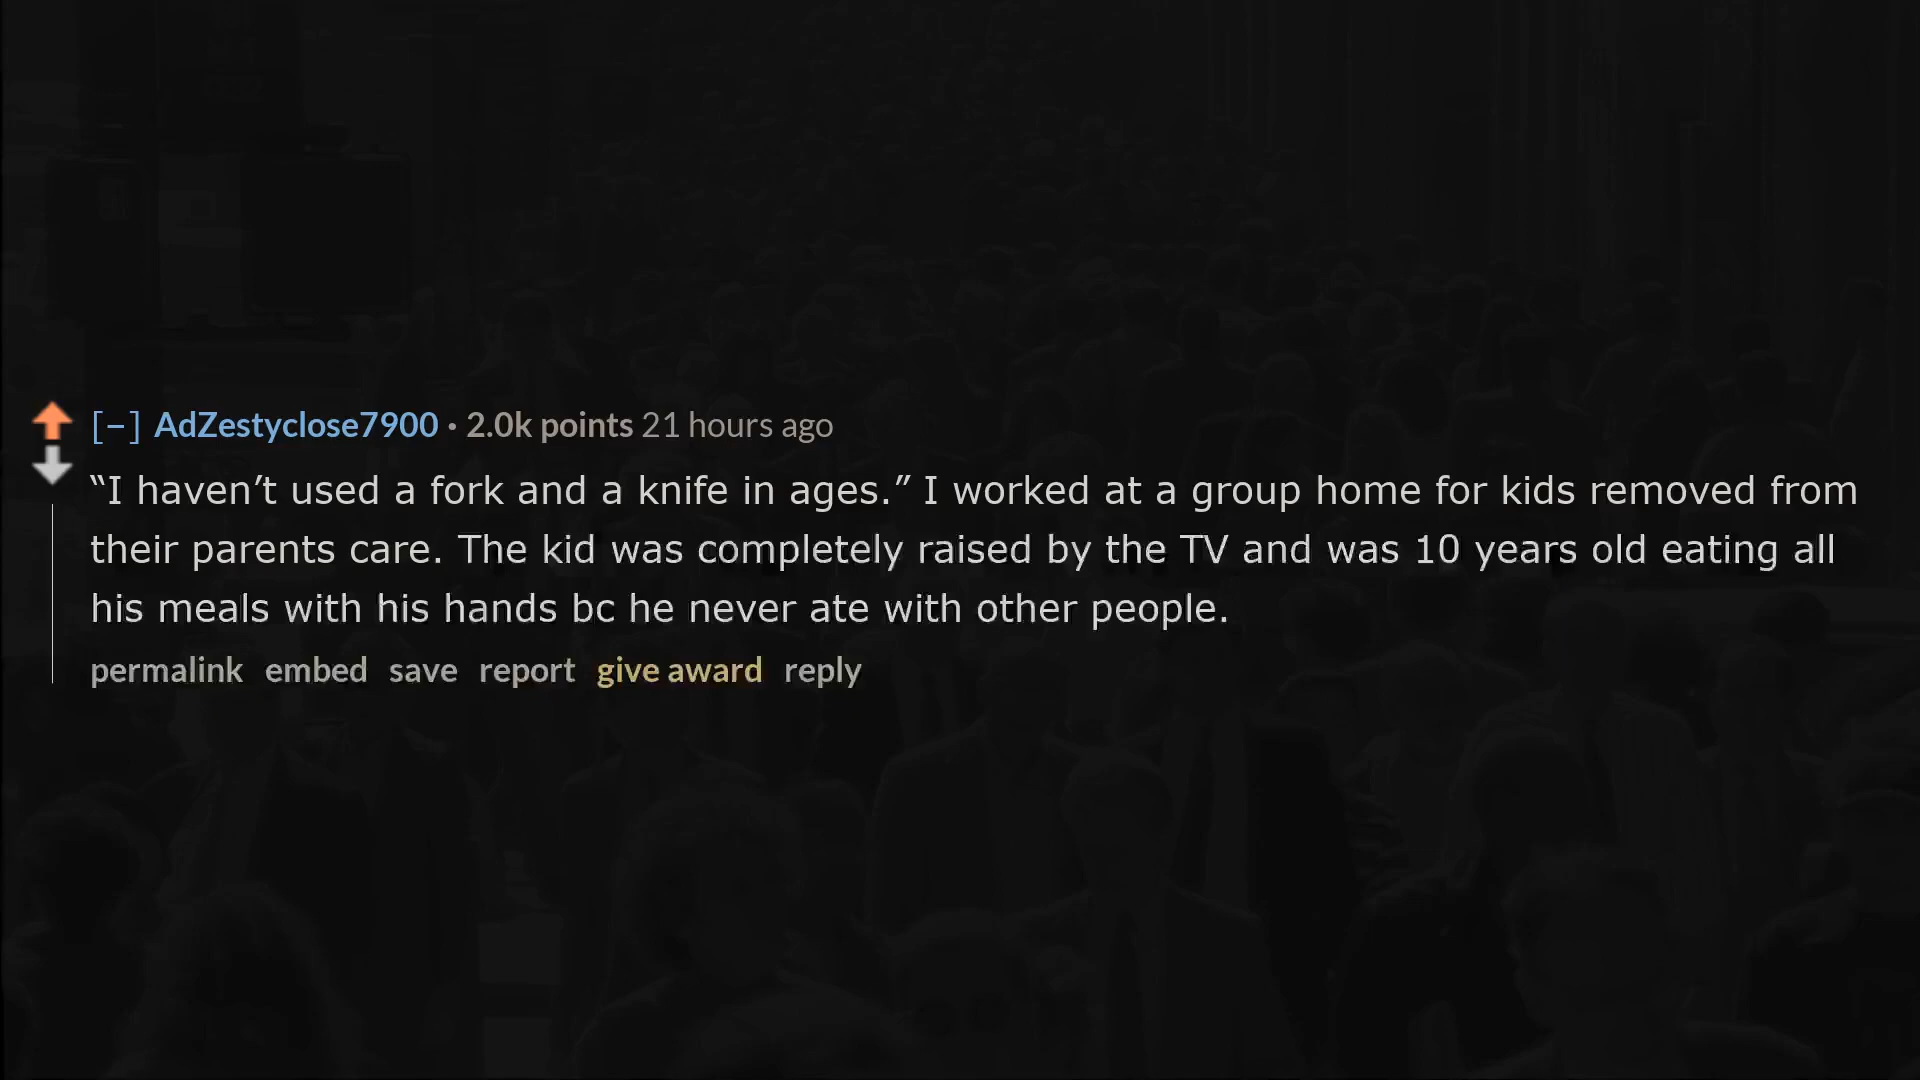 [–] AdZestyclose7900 · 2.0k points 21 hours ago
“I haven’t used a fork and a knife in ages.” I worked at a group home for kids removed from
their parents care. The kid was completely raised by the TV and was 10 years old eating all
his meals with his hands bc he never ate with other people.
permalink embed save report give award reply